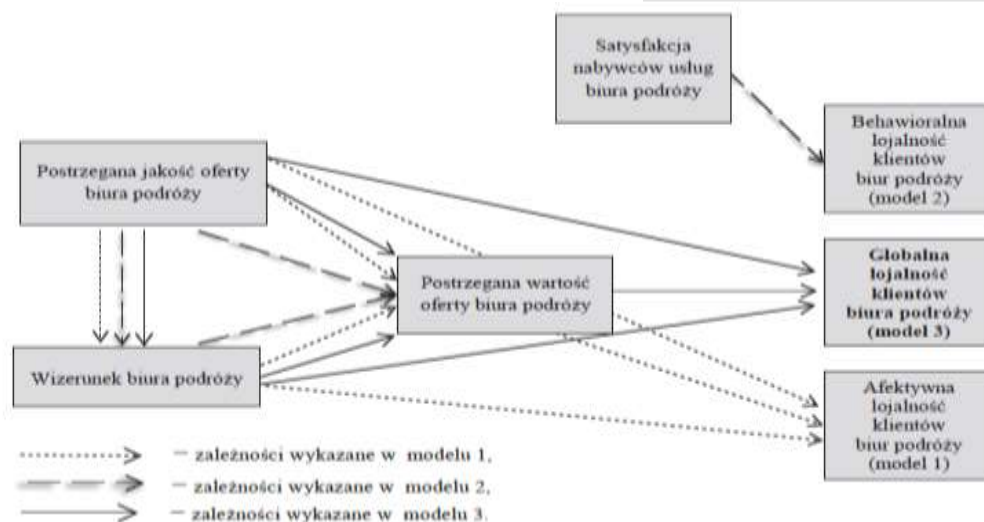 Satysfakcja
nabywców usług
biura podróży
Behawioralna
lojalność
klientów
biur podróży
(model 2)
Postrzegana jakość oferty
biura podróży
Postrzegana wartość
oferty biura podróży
Globalna
lojalność
klientów
biura podróży
(model 3)
Wizerunek biura podróży
Afektywna
lojalność
klientów
biur podróży
(model 1)
– zależności wykazane w modelu 1,
– zależności wykazane w modelu 2,
– zależności wykazane w modelu 3.